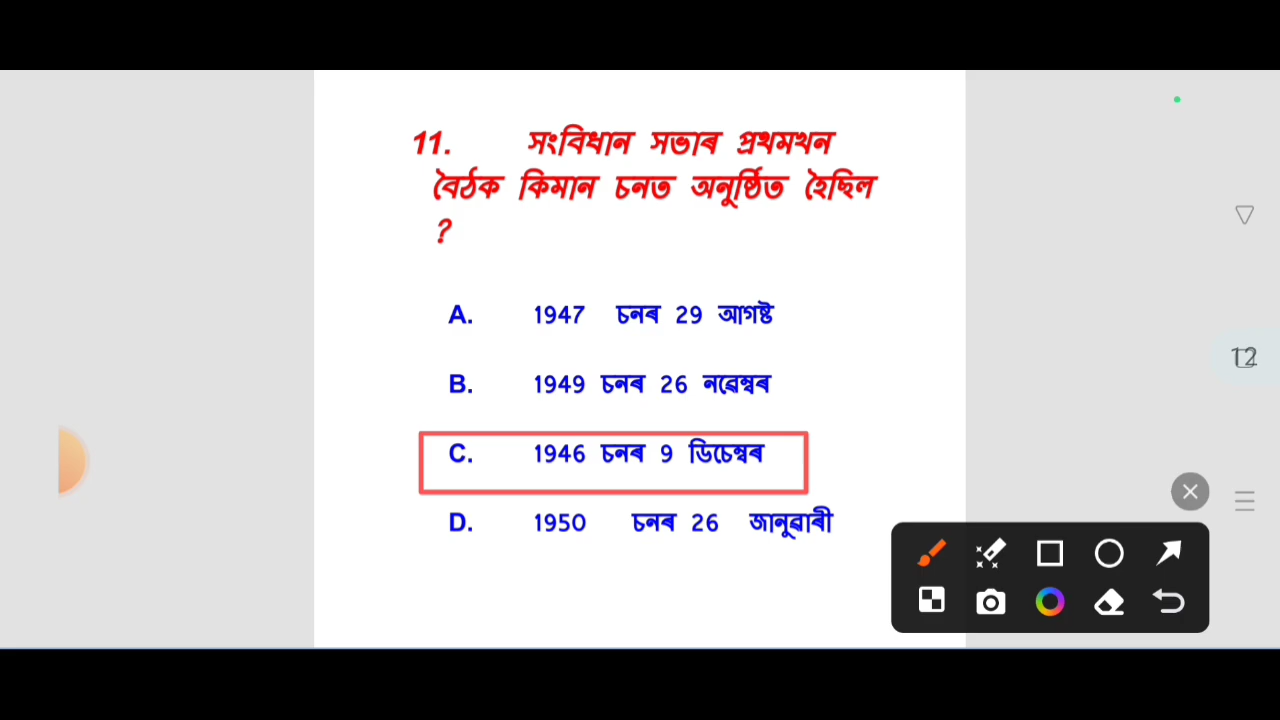 11. সংবিধান সভাৰ প্ৰথমখন
বৈঠক কিমান চনত অনুষ্ঠিত হৈছিল
?
A. 1947 চনৰ 29 আগষ্ট
B. 1949 চনৰ 26 নৱেম্বৰ
C. 1946 চনৰ 9 ডিচেম্বৰ
D. 1950 চনৰ 26 জানুৱাৰী
12